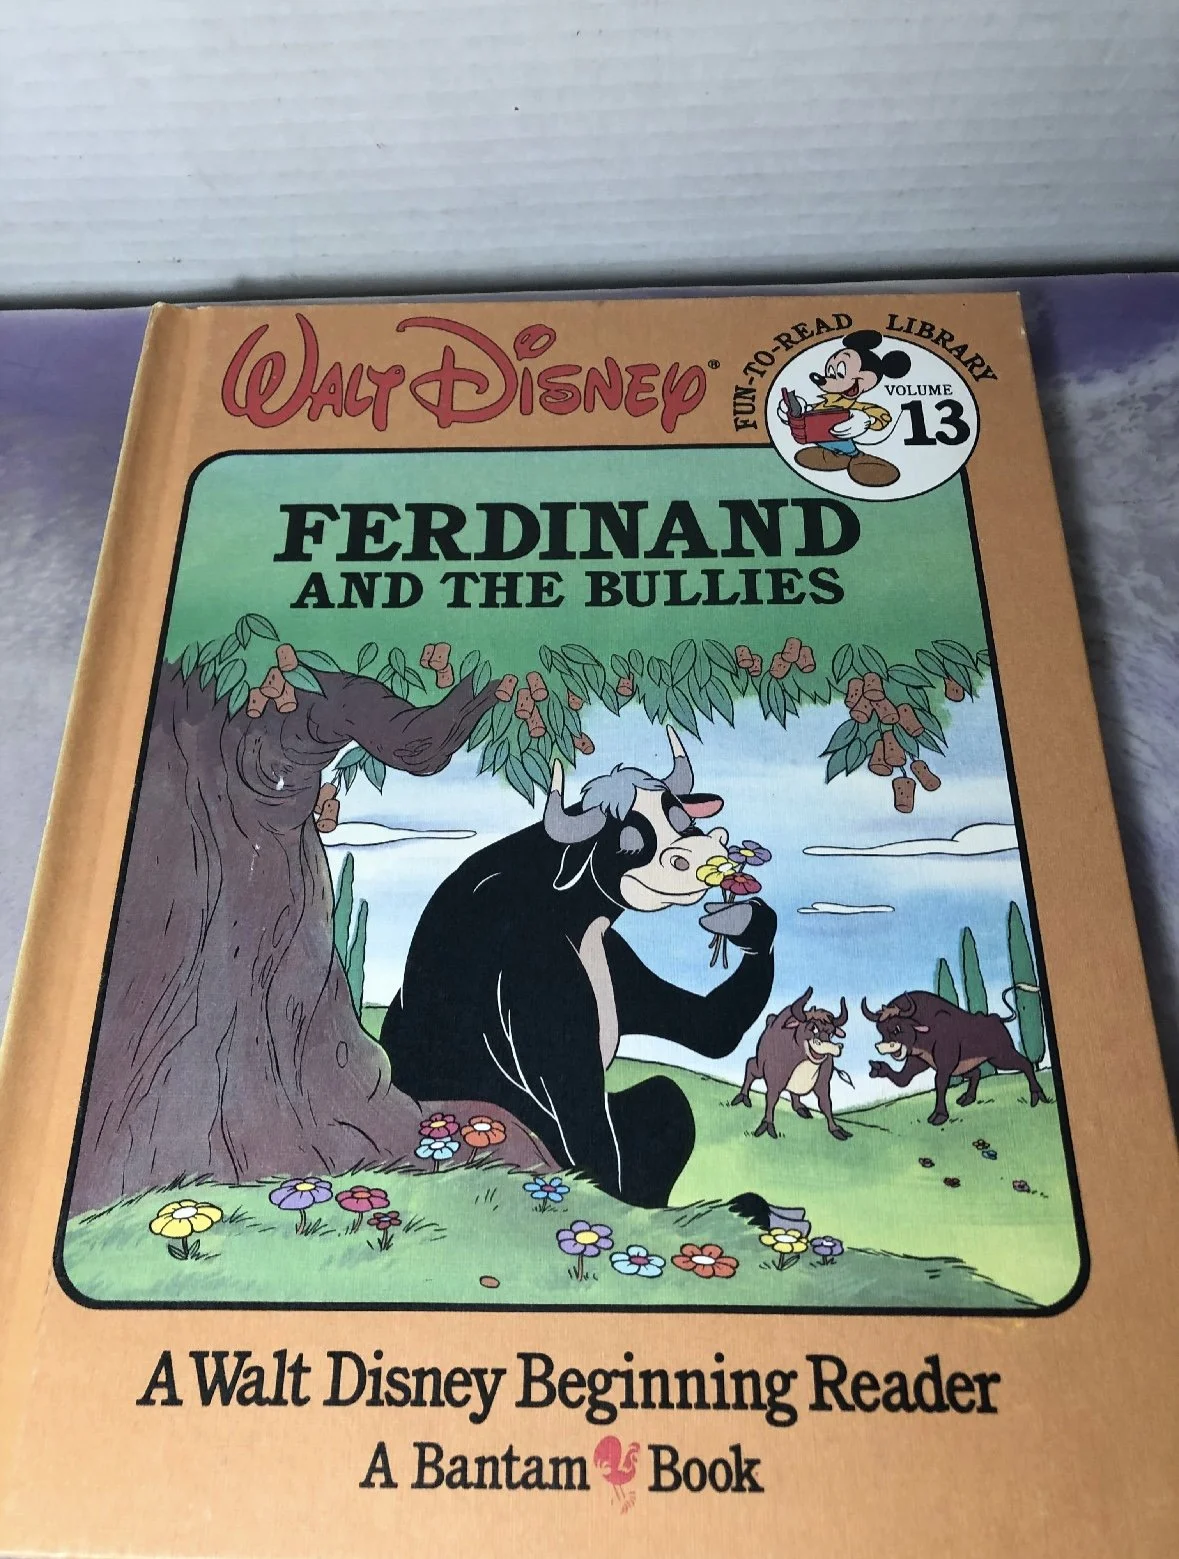 WALT DISNEY®
FUN-TO-READ LIBRARY
VOLUME
13
FERDINAND
AND THE BULLIES
A Walt Disney Beginning Reader
A Bantam Book